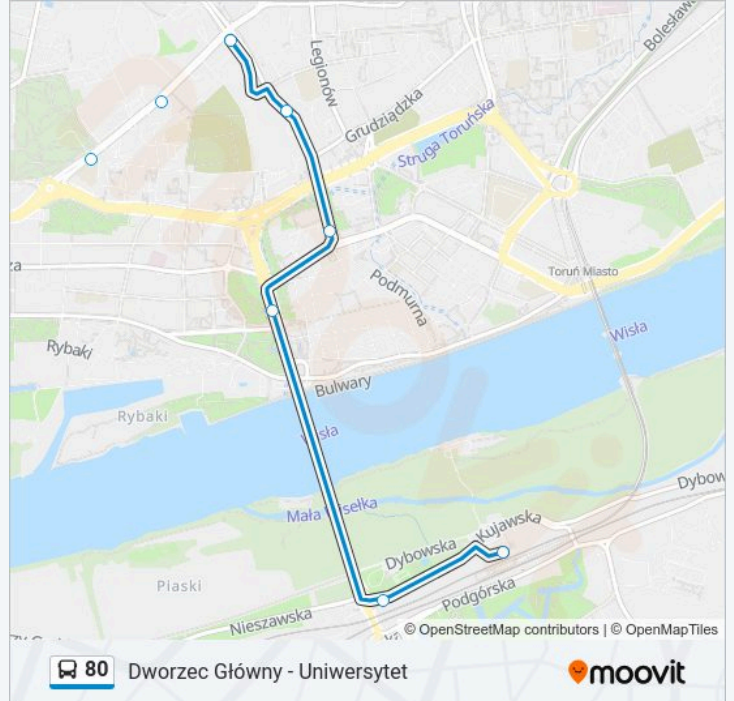 Bolesława
Legionów
Grudziądzka
Struga Toruńska
Toruń Miasto
za
Podmurna
Wisła
Rybaki
Bulwary
Rybaki
Wisła
Mała Wisełka
Dybow
Kujawska
Dybowska
Piaski
Podgórska
Nieszawska
© OpenStreetMap contributors | © OpenMapTiles
80 Dworzec Główny - Uniwersytet
moovit